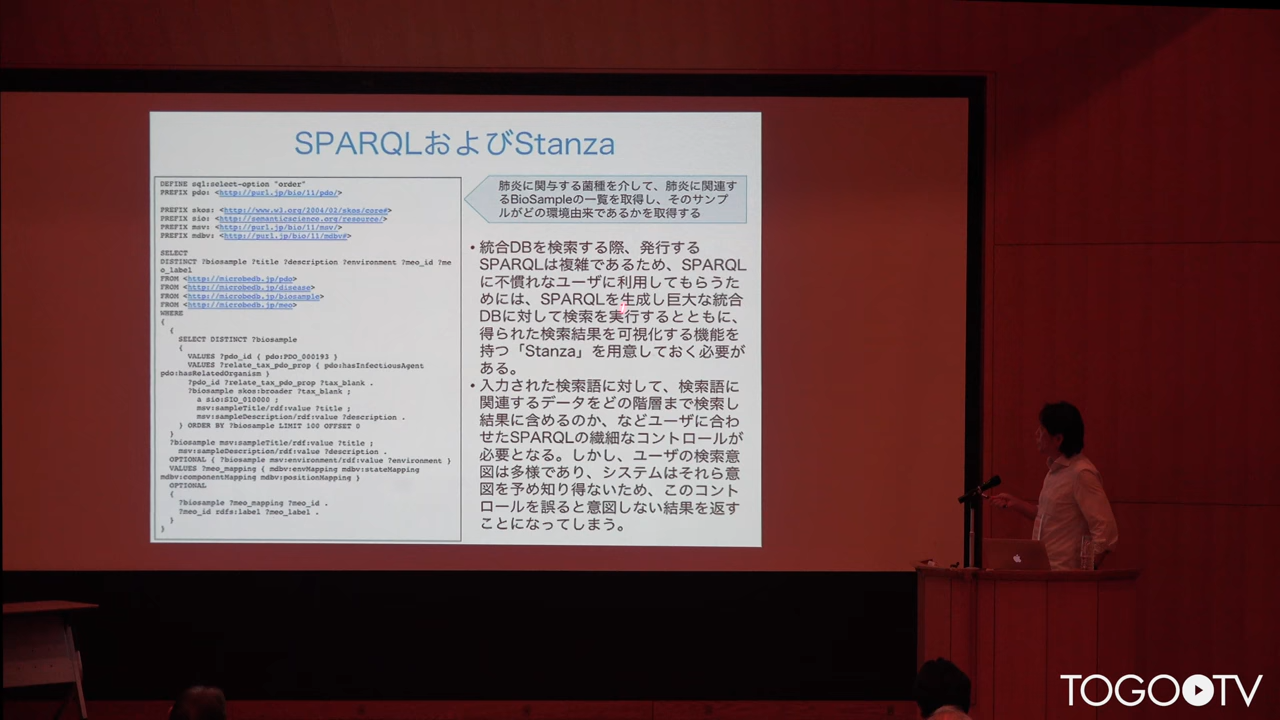 SPARQLおよびStanza
DEFINE sql:select-option "order"
PREFIX pdo: <http://purl.jp/bio/11/pdo/>
PREFIX skos: <http://www.w3.org/2004/02/skos/core#>
PREFIX sio: <http://semanticscience.org/resource/>
PREFIX msv: <http://purl.jp/bio/11/msv/>
PREFIX mdbv: <http://purl.jp/bio/11/mdbv#>
SELECT
DISTINCT ?biosample ?title ?description ?environment ?meo_id ?me
o_label
FROM <http://microbedb.jp/pdo>
FROM <http://microbedb.jp/disease>
FROM <http://microbedb.jp/biosample>
FROM <http://microbedb.jp/meo>
WHERE
{
{
SELECT DISTINCT ?biosample
{
VALUES ?pdo_id { pdo:PDO_000193 }
VALUES ?relate_tax_pdo_prop { pdo:hasInfectiousAgent
pdo:hasRelatedOrganism }
?pdo_id ?relate_tax_pdo_prop ?tax_blank .
?biosample skos:broader ?tax_blank ;
a sio:SIO_010000 ;
msv:sampleTitle/rdf:value ?title ;
msv:sampleDescription/rdf:value ?description .
} ORDER BY ?biosample LIMIT 100 OFFSET 0
}
?biosample msv:sampleTitle/rdf:value ?title ;
msv:sampleDescription/rdf:value ?description .
OPTIONAL { ?biosample msv:environment/rdf:value ?environment }
VALUES ?meo_mapping { mdbv:envMapping mdbv:stateMapping
mdbv:componentMapping mdbv:positionMapping }
OPTIONAL
{
?biosample ?meo_mapping ?meo_id .
?meo_id rdfs:label ?meo_label .
}
}
肺炎に関与する菌種を介して、肺炎に関連す
るBioSampleの一覧を取得し、そのサンプ
ルがどの環境由来であるかを取得する
• 統合DBを検索する際、発行する
SPARQLは複雑であるため、SPARQL
に不慣れなユーザに利用してもらうた
めには、SPARQLを生成し巨大な統合
DBに対して検索を実行するとともに、
得られた検索結果を可視化する機能を
持つ「Stanza」を用意しておく必要が
ある。
• 入力された検索語に対して、検索語に
関連するデータをどの階層まで検索し
結果に含めるのか、などユーザに合わ
せたSPARQLの繊細なコントロールが
必要となる。しかし、ユーザの検索意
図は多様であり、システムはそれら意
図を予め知り得ないため、このコント
ロールを誤ると意図しない結果を返す
ことになってしまう。
TOGOTV